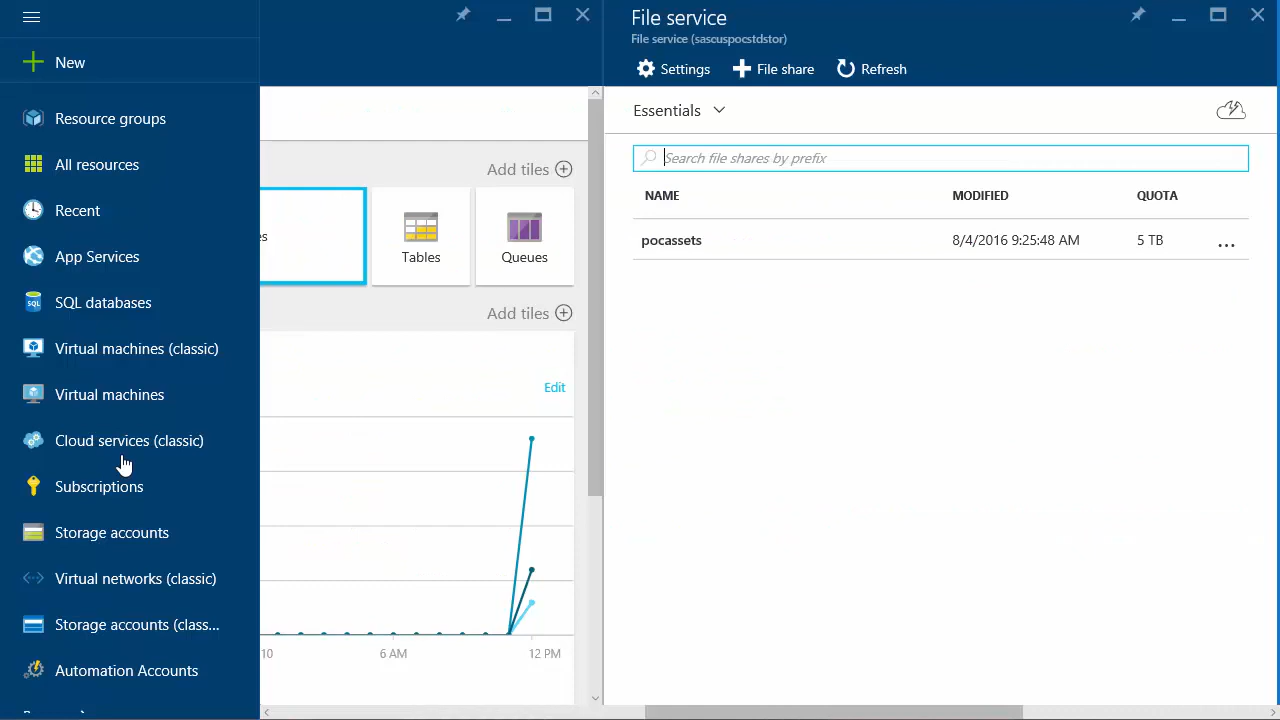 New
Resource groups
All resources
Recent
App Services
SQL databases
Virtual machines (classic)
Virtual machines
Cloud services (classic)
Subscriptions
Storage accounts
Virtual networks (classic)
Storage accounts (class...
Automation Accounts
Add tiles
es
Tables
Queues
Add tiles
Edit
10
6 AM
12 PM
File service
File service (sascuspocstdstor)
Settings
File share
Refresh
Essentials
Search file shares by prefix
NAME MODIFIED QUOTA
pocassets 8/4/2016 9:25:48 AM 5 TB ...